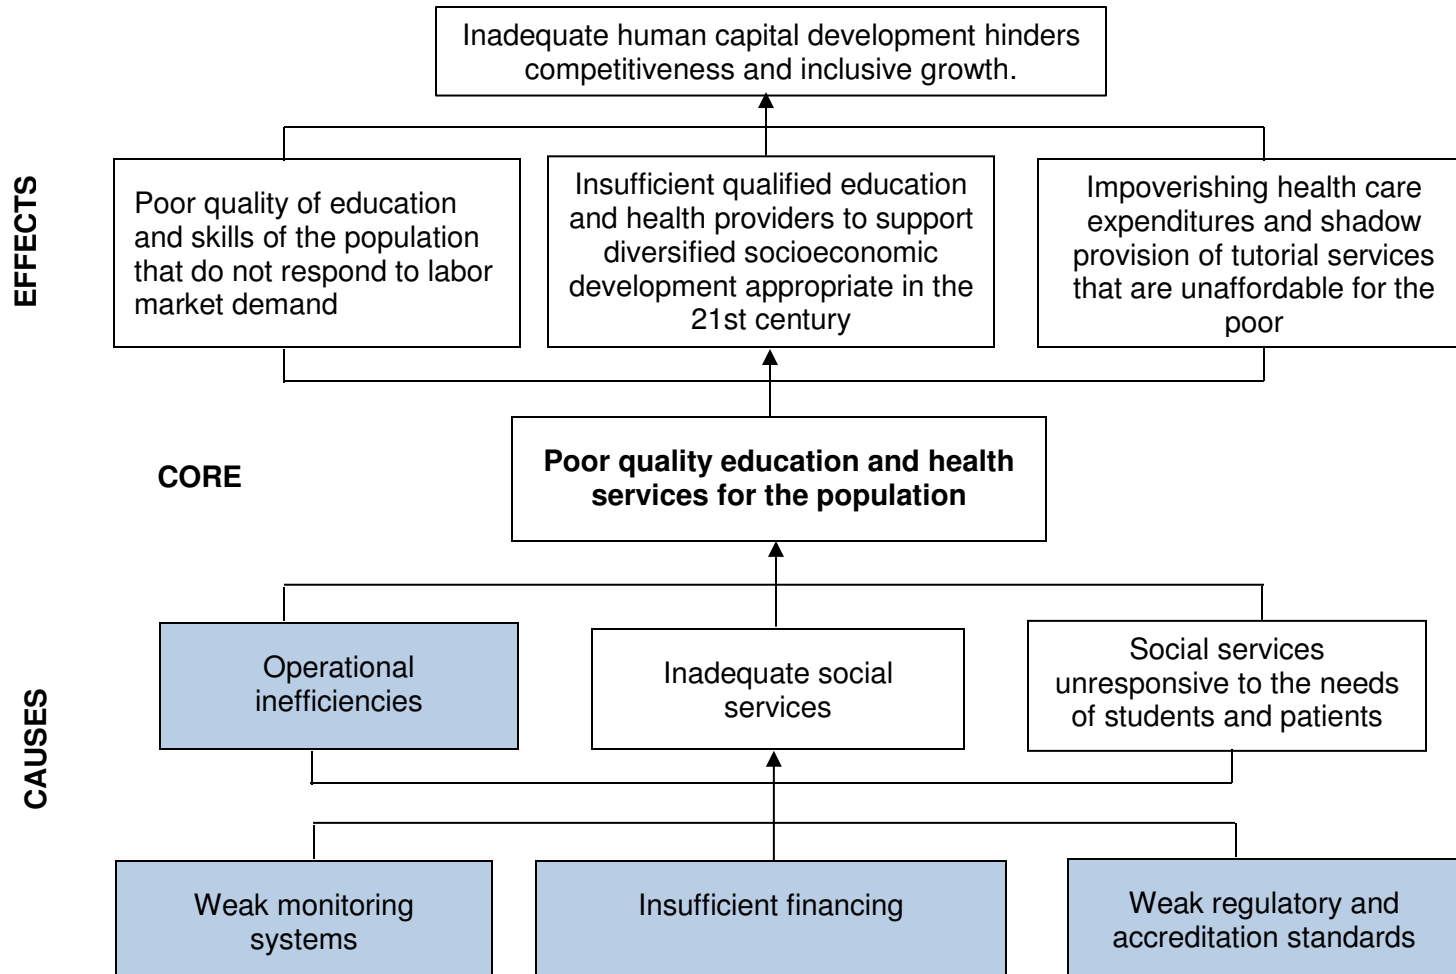 Inadequate human capital development hinders
competitiveness and inclusive growth.
EFFECTS
Poor quality of education
and skills of the population
that do not respond to labor
market demand
Insufficient qualified education
and health providers to support
diversified socioeconomic
development appropriate in the
21st century
Impoverishing health care
expenditures and shadow
provision of tutorial services
that are unaffordable for the
poor
CORE
Poor quality education and health
services for the population
CAUSES
Operational
inefficiencies
Inadequate social
services
Social services
unresponsive to the needs
of students and patients
Weak monitoring
systems
Insufficient financing
Weak regulatory and
accreditation standards